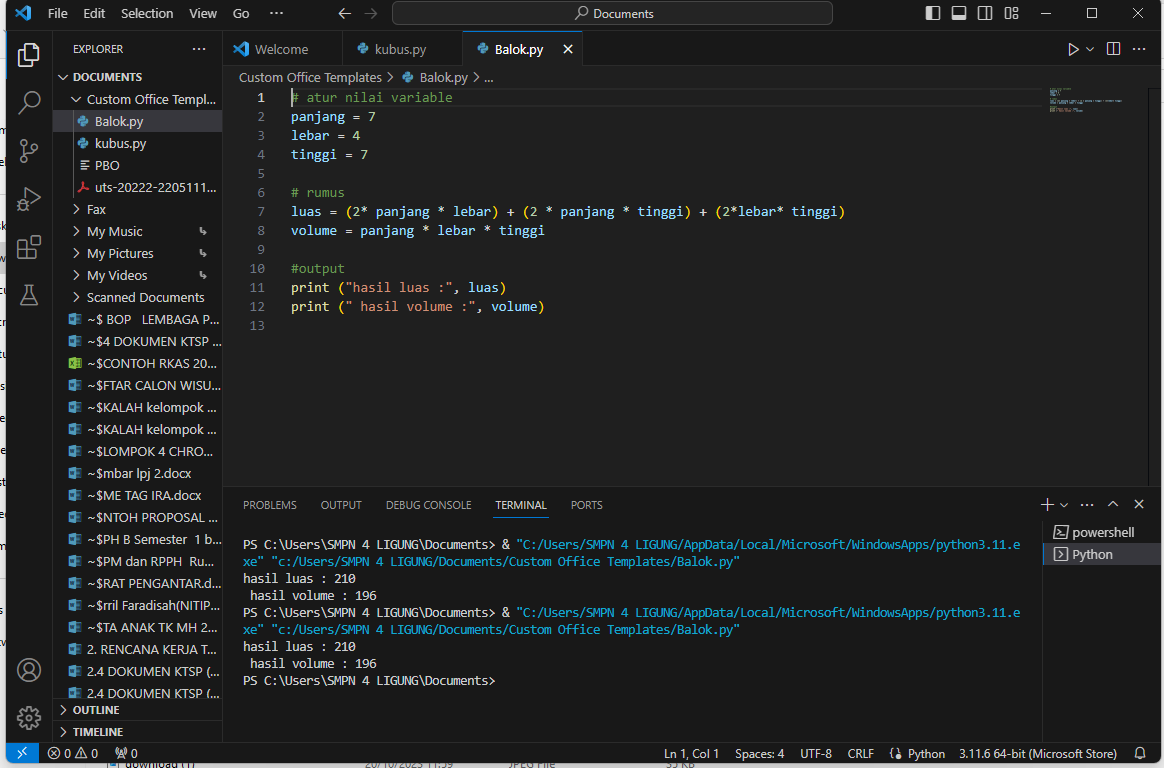 File Edit Selection View Go ··· Documents
EXPLORER ···
DOCUMENTS
Custom Office Templ...
Balok.py
kubus.py
PBO
uts-20222-2205111...
Fax
My Music
My Pictures
My Videos
Scanned Documents
~$ BOP LEMBAGA P...
~$4 DOKUMEN KTSP ...
~$CONTOH RKAS 20...
~$FTAR CALON WISU...
~$KALAH kelompok ...
~$KALAH kelompok ...
~$LOMPOK 4 CHRO...
~$mbar lpj 2.docx
~$ME TAG IRA.docx
~$NTOH PROPOSAL ...
~$PH B Semester 1 b...
~$PM dan RPPH Ru...
~$RAT PENGANTAR.d...
~$rril Faradisah(NITIP...
~$TA ANAK TK MH 2...
2. RENCANA KERJA T...
2.4 DOKUMEN KTSP (...
2.4 DOKUMEN KTSP (...
OUTLINE
TIMELINE
Welcome kubus.py Balok.py
Custom Office Templates > Balok.py > ...
1 # atur nilai variable
2 panjang = 7
3 lebar = 4
4 tinggi = 7
5
6 # rumus
7 luas = (2* panjang * lebar) + (2 * panjang * tinggi) + (2*lebar* tinggi)
8 volume = panjang * lebar * tinggi
9
10 #output
11 print ("hasil luas :", luas)
12 print (" hasil volume :", volume)
13
PROBLEMS OUTPUT DEBUG CONSOLE TERMINAL PORTS
PS C:\Users\SMPN 4 LIGUNG\Documents> & "C:/Users/SMPN 4 LIGUNG/AppData/Local/Microsoft/WindowsApps/python3.11.e
xe" "c:/Users/SMPN 4 LIGUNG/Documents/Custom Office Templates/Balok.py"
hasil luas : 210
 hasil volume : 196
PS C:\Users\SMPN 4 LIGUNG\Documents> & "C:/Users/SMPN 4 LIGUNG/AppData/Local/Microsoft/WindowsApps/python3.11.e
xe" "c:/Users/SMPN 4 LIGUNG/Documents/Custom Office Templates/Balok.py"
hasil luas : 210
 hasil volume : 196
PS C:\Users\SMPN 4 LIGUNG\Documents>
powershell
Python
0 0 0 Ln 1, Col 1 Spaces: 4 UTF-8 CRLF Python 3.11.6 64-bit (Microsoft Store)